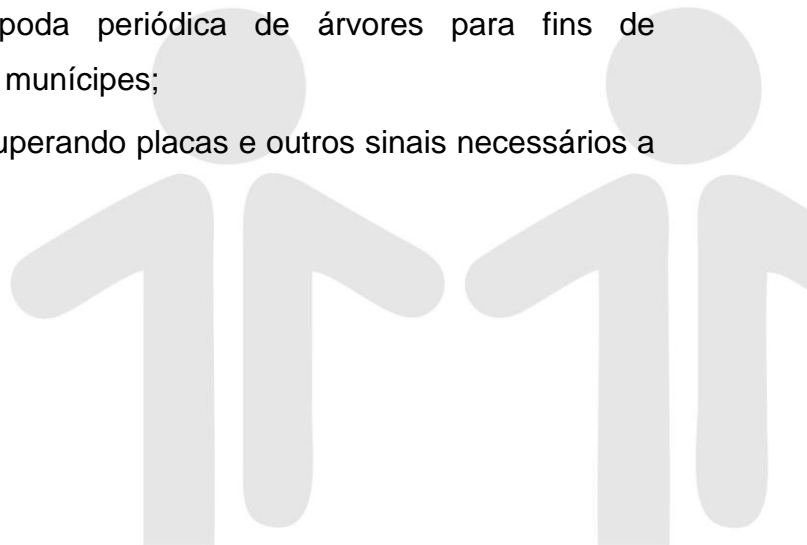 poda periódica de árvores para fins de
munícipes;
uperando placas e outros sinais necessários a